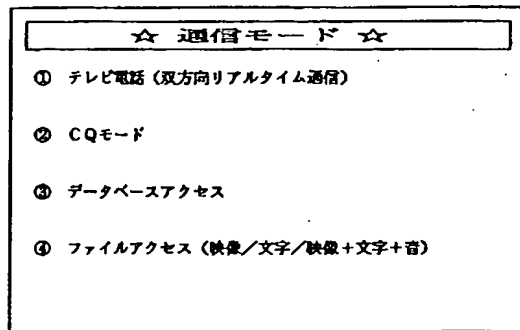 ☆ 通信モード ☆
① テレビ電話（双方向リアルタイム通信）
② CQモード
③ データベースアクセス
④ ファイルアクセス（映像／文字／映像＋文字＋音）